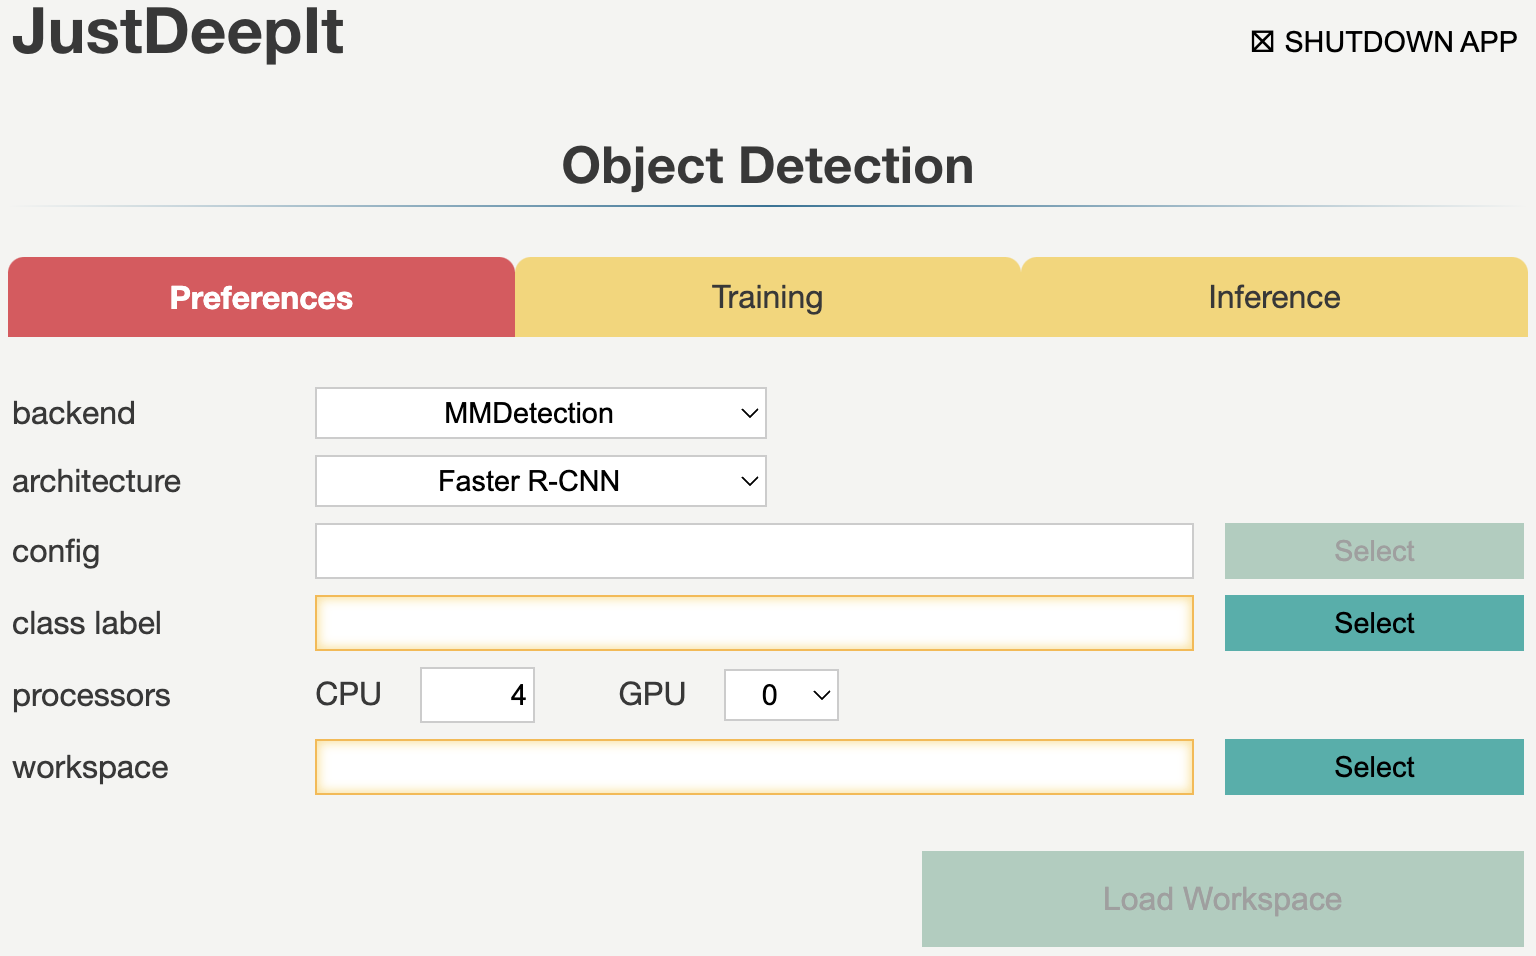 JustDeepIt
SHUTDOWN APP
Object Detection
Preferences Training Inference
backend MMDetection
architecture Faster R-CNN
config Select
class label Select
processors CPU 4 GPU 0
workspace Select
Load Workspace